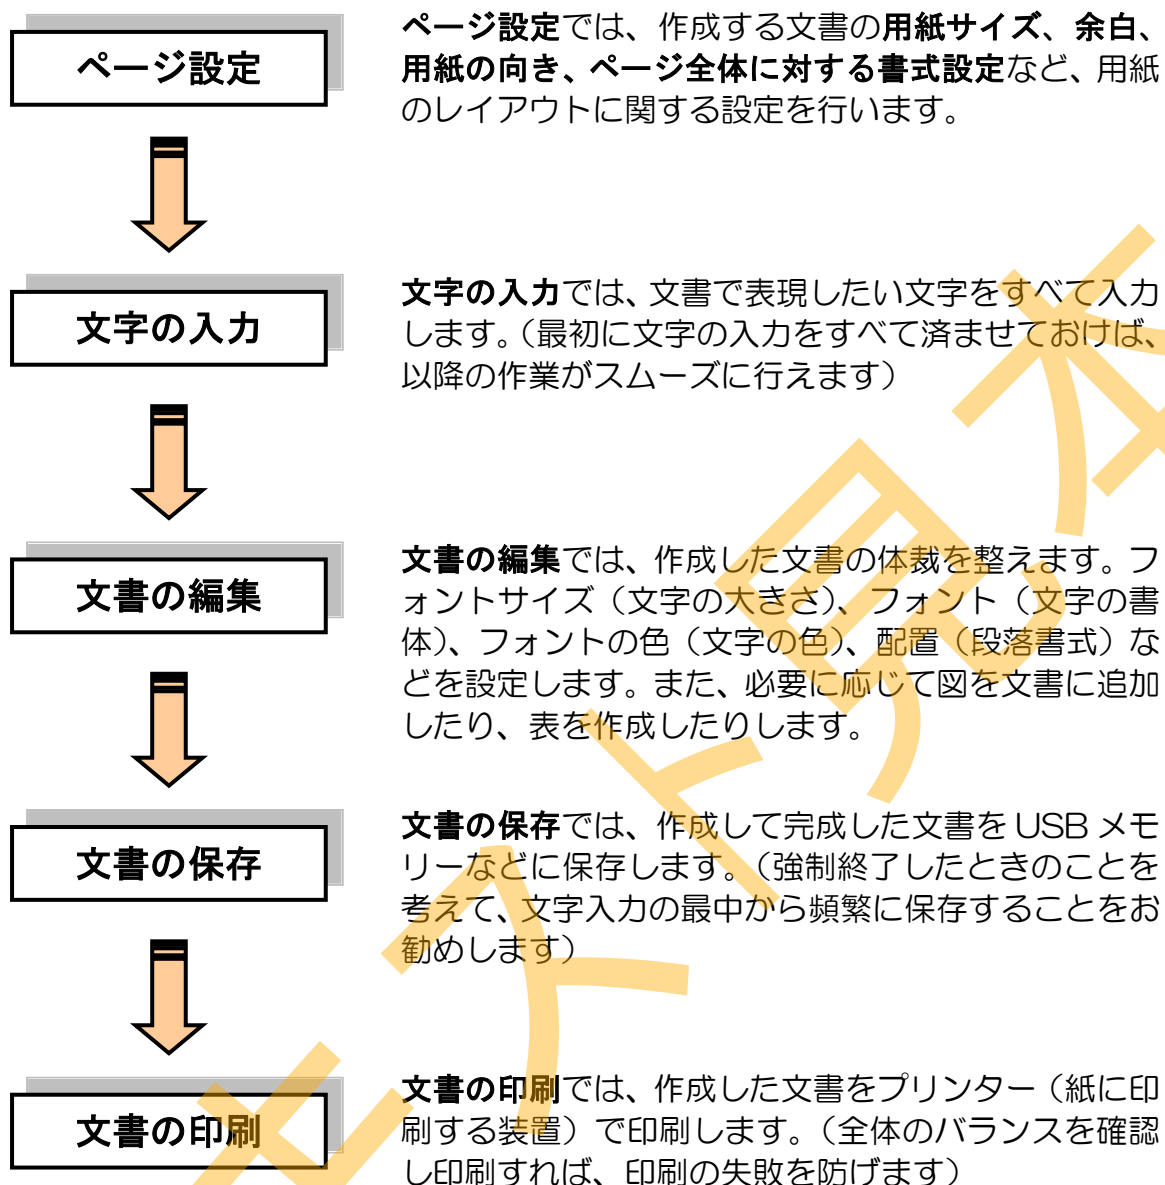 ページ設定
ページ設定では、作成する文書の用紙サイズ、余白、
用紙の向き、ページ全体に対する書式設定など、用紙
のレイアウトに関する設定を行います。
文字の入力
文字の入力では、文書で表現したい文字をすべて入力
します。（最初に文字の入力をすべて済ませておけば、
以降の作業がスムーズに行えます）
文書の編集
文書の編集では、作成した文書の体裁を整えます。フ
ォントサイズ（文字の大きさ）、フォント（文字の書
体）、フォントの色（文字の色）、配置（段落書式）な
どを設定します。また、必要に応じて図を文書に追加
したり、表を作成したりします。
文書の保存
文書の保存では、作成して完成した文書を USB メモ
リーなどに保存します。（強制終了したときのことを
考えて、文字入力の最中から頻繁に保存することをお
勧めします）
文書の印刷
文書の印刷では、作成した文書をプリンター（紙に印
刷する装置）で印刷します。（全体のバランスを確認
し印刷すれば、印刷の失敗を防げます）
キスト見本